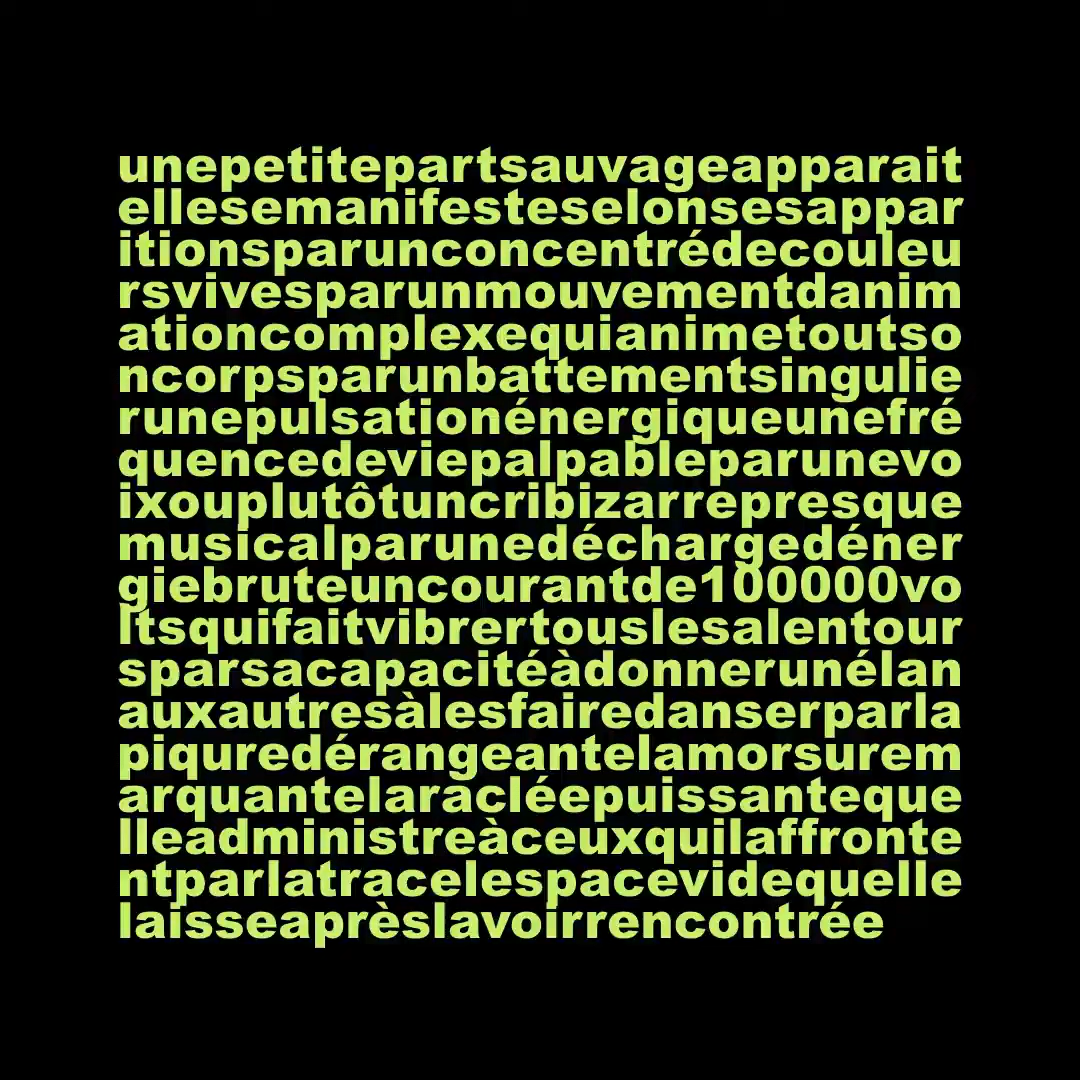 unepetitepartsauvageapparait
ellesemanifesteselonsesappar
itionsparunconcentrédecouleu
rsvivesparunmouvementdanim
ationcomplexequianimetoutso
ncorpsparunbattementsingulie
runepulsationénergiqueunefré
quencedeviepalpableparunevo
ixouplutôtuncribizarrepresque
musicalparunedéchargedéner
giebruteuncourantde100000vo
ltsquifaitvibrertouslesalentour
sparsacapacitéàdonnerunélan
auxautresàlesfairedanserparla
piquredérangeantelamorsurem
arquantelaracléepuissanteque
lleadministreàceuxquilaffronte
ntparlatracelespacevidequelle
laisseaprèslavoirrencontrée